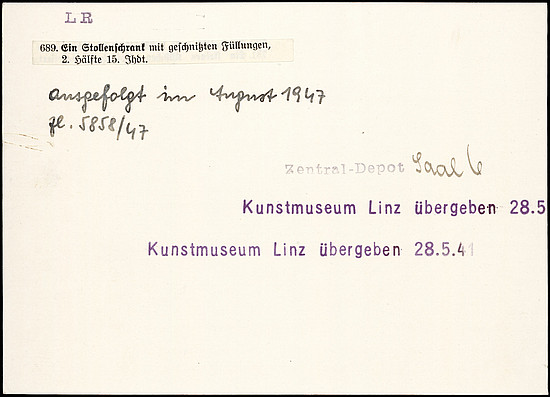 LR
689. Ein Stollenschrank mit geschnitzten Füllungen,
2. Hälfte 15. Jhdt.
ausgefolgt im August 1947
Zl. 5858/47
Zentral-Depot Saal 6
Kunstmuseum Linz übergeben 28.5
Kunstmuseum Linz übergeben 28.5.41